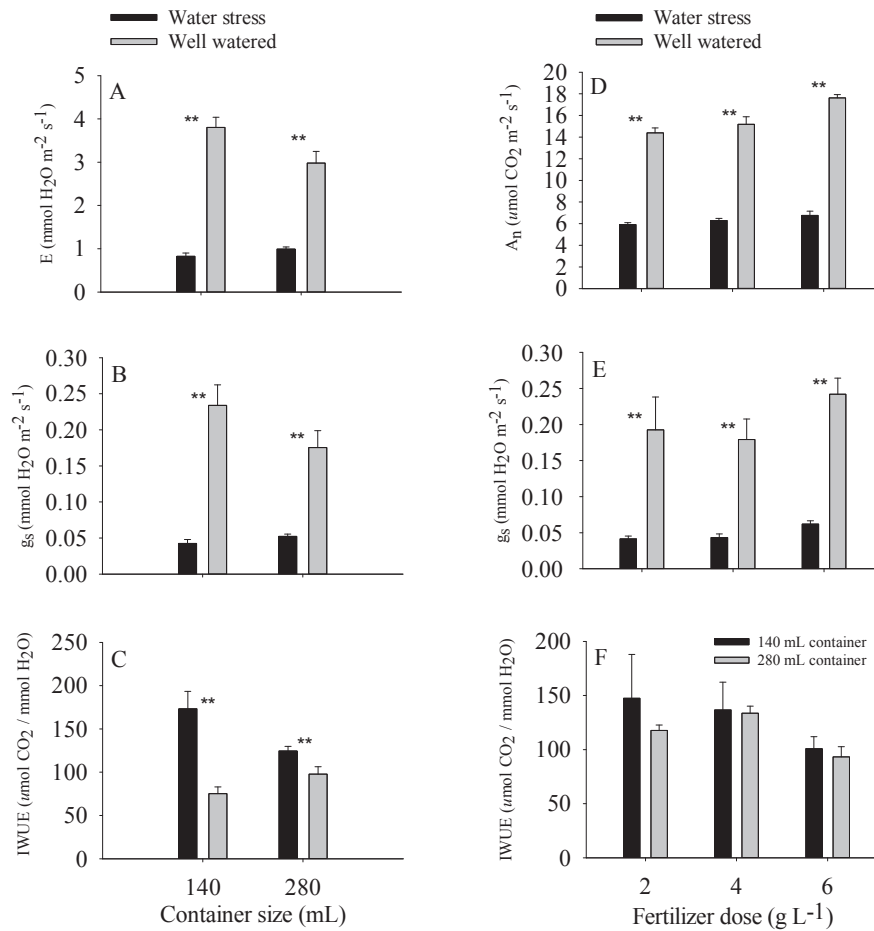 Water stress
Well watered
A
E (mmol H2O m-2 s-1)
5
4
3
2
1
0
**
**
B
gs (mmol H2O m-2 s-1)
0.30
0.25
0.20
0.15
0.10
0.05
0.00
**
**
C
IWUE (umol CO2 / mmol H2O)
250
200
150
100
50
0
**
**
140
280
Container size (mL)
Water stress
Well watered
D
An (umol CO2 m-2 s-1)
20
18
16
14
12
10
8
6
4
2
0
**
**
**
E
gs (mmol H2O m-2 s-1)
0.30
0.25
0.20
0.15
0.10
0.05
0.00
**
**
**
F
140 mL container
280 mL container
IWUE (umol CO2 / mmol H2O)
200
150
100
50
0
2
4
6
Fertilizer dose (g L-1)